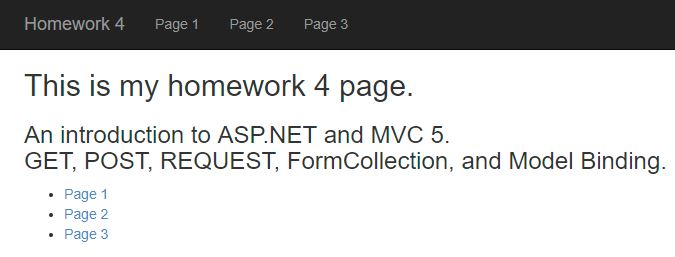 Homework 4 Page 1 Page 2 Page 3
This is my homework 4 page.
An introduction to ASP.NET and MVC 5.
GET, POST, REQUEST, FormCollection, and Model Binding.
Page 1
Page 2
Page 3